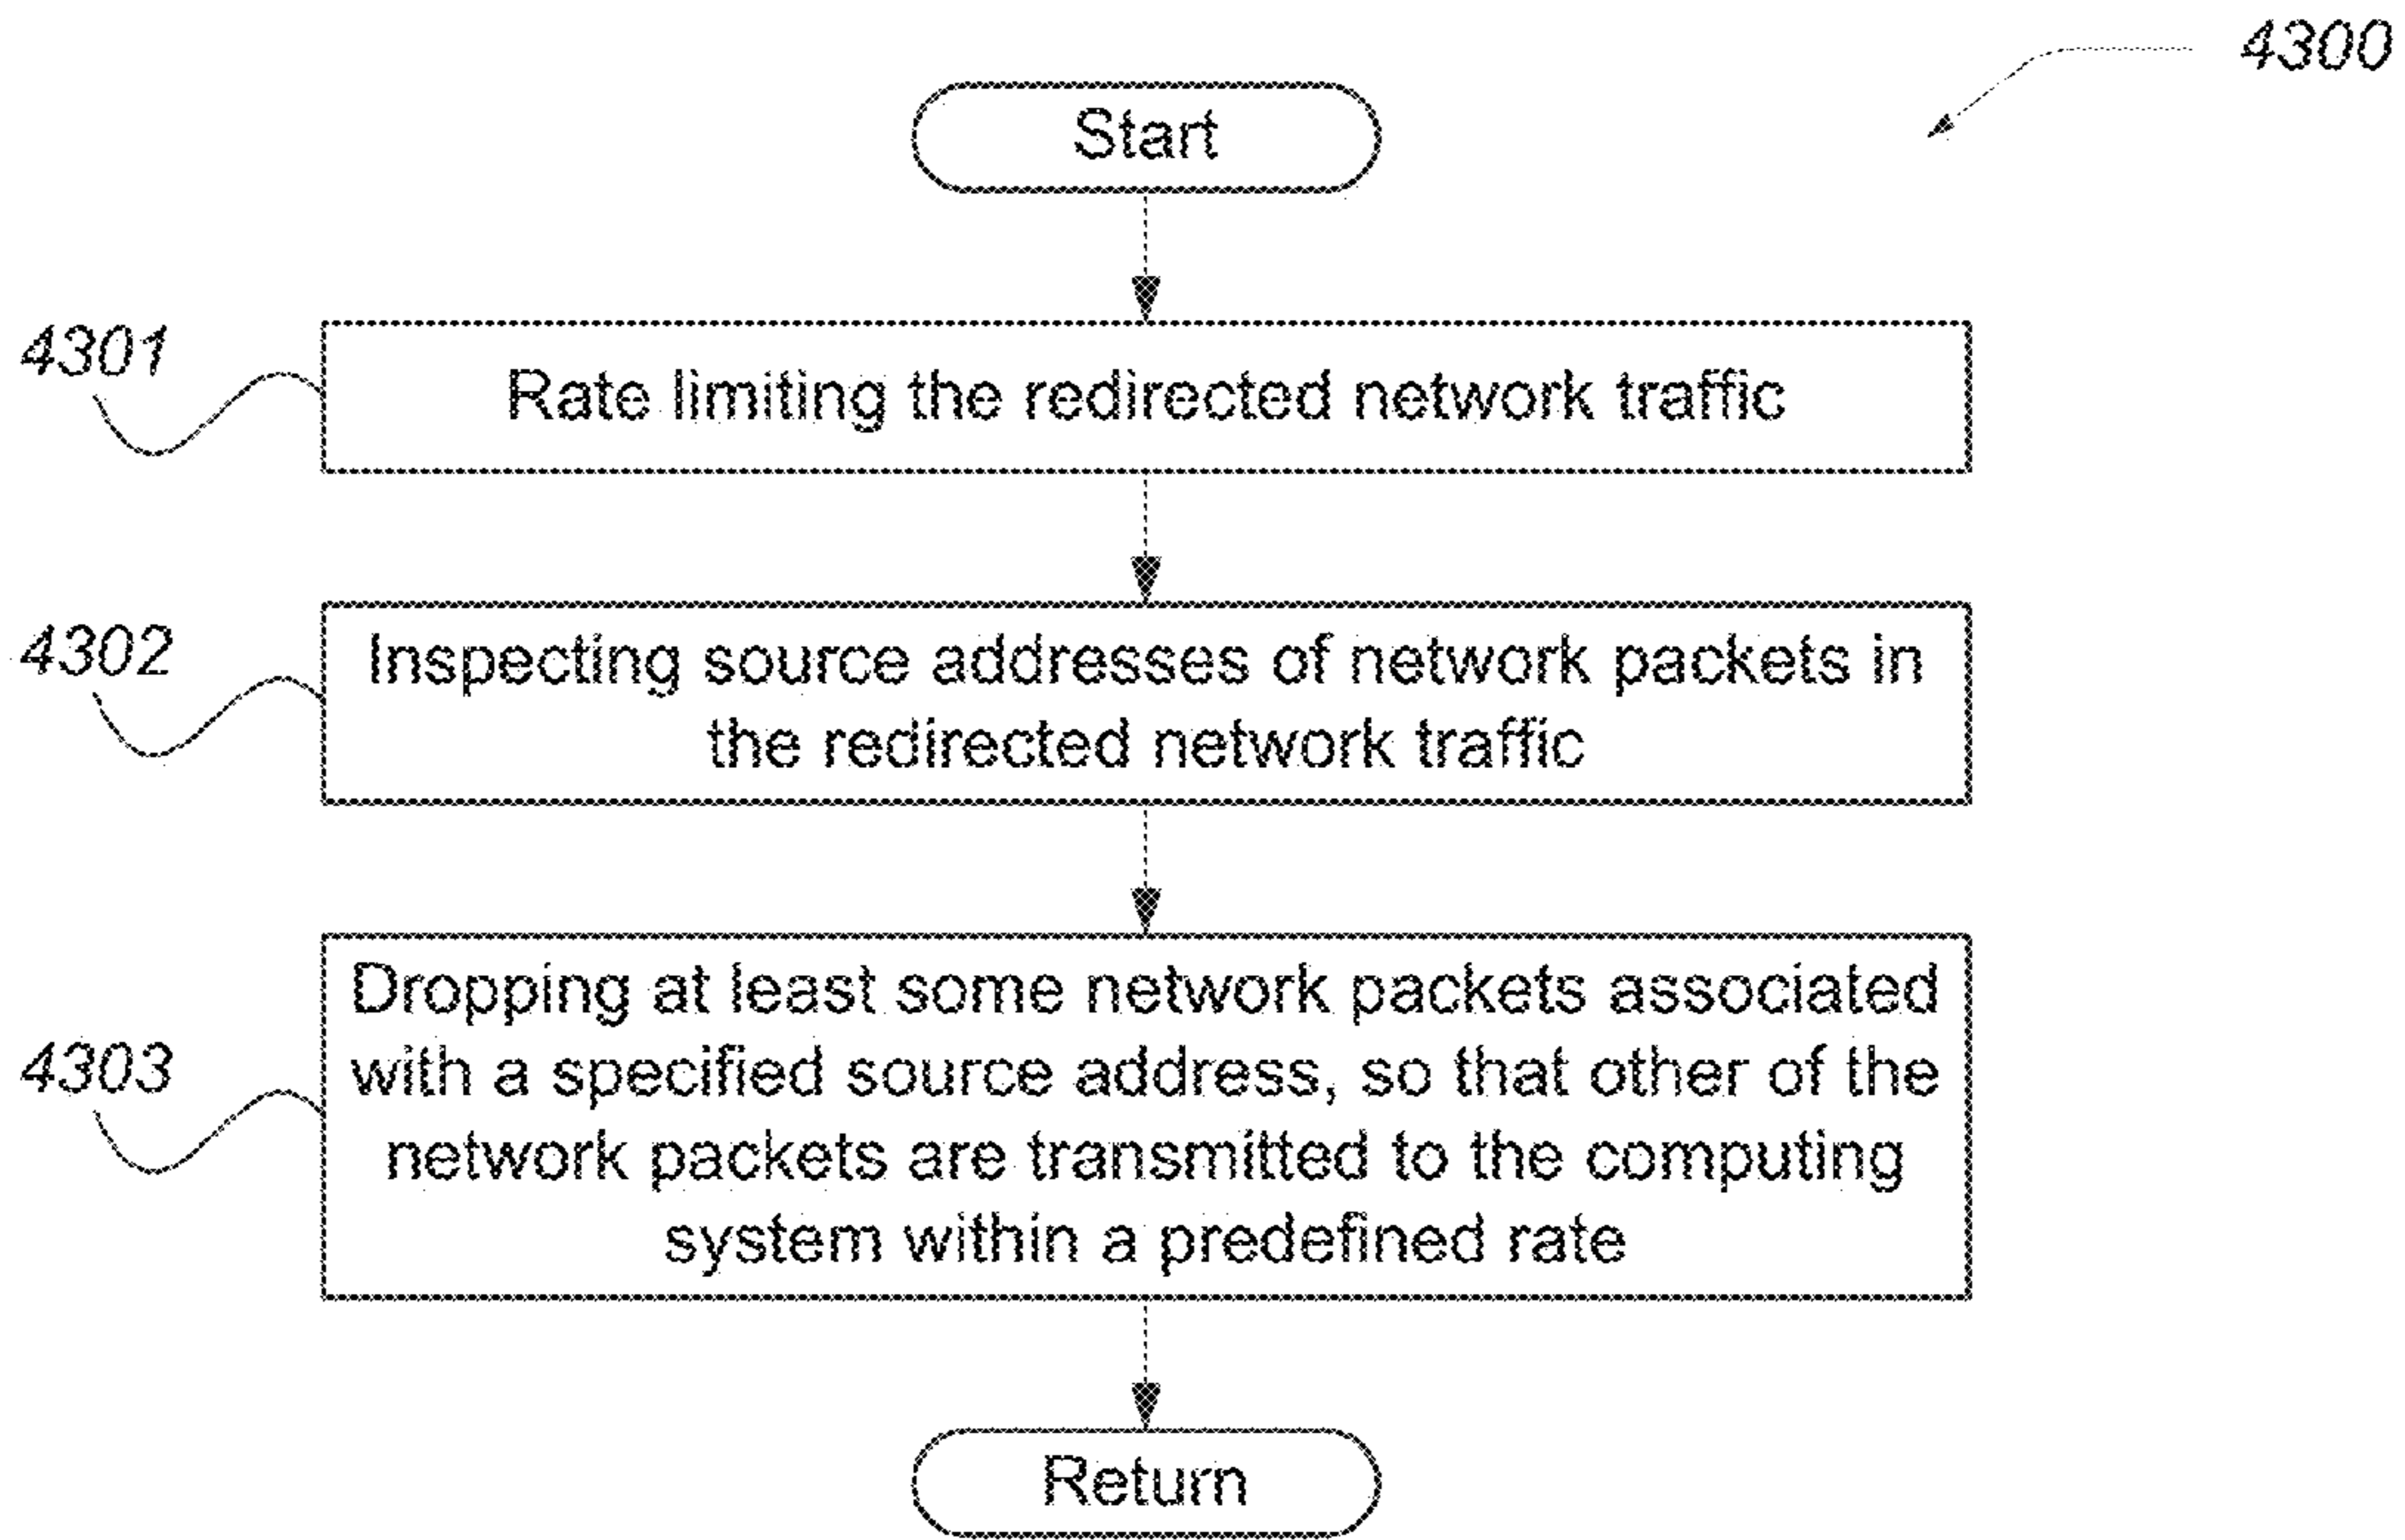 4300
Start
4301
Rate limiting the redirected network traffic
4302
Inspecting source addresses of network packets in
the redirected network traffic
4303
Dropping at least some network packets associated
with a specified source address, so that other of the
network packets are transmitted to the computing
system within a predefined rate
Return